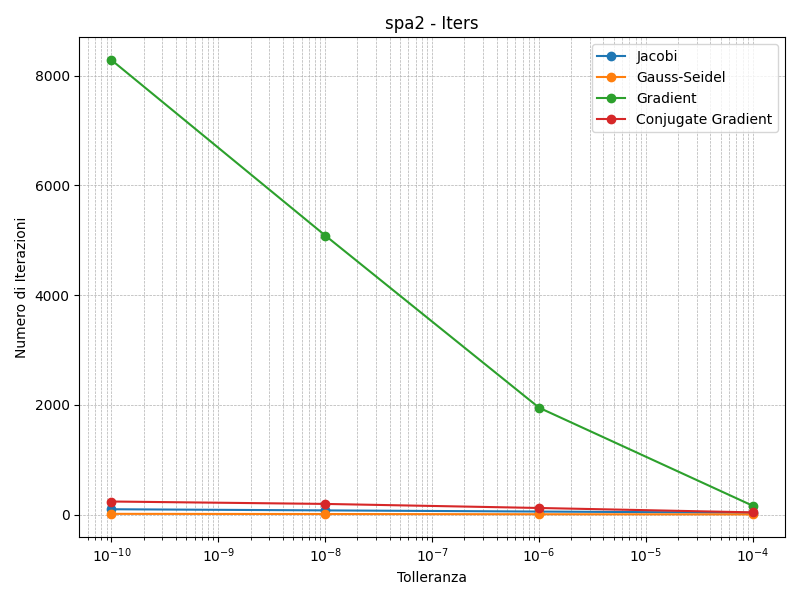 spa2 - Iters
Jacobi
Gauss-Seidel
Gradient
Conjugate Gradient
Numero di Iterazioni
8000
6000
4000
2000
0
10⁻¹⁰ 10⁻⁹ 10⁻⁸ 10⁻⁷ 10⁻⁶ 10⁻⁵ 10⁻⁴
Tolleranza